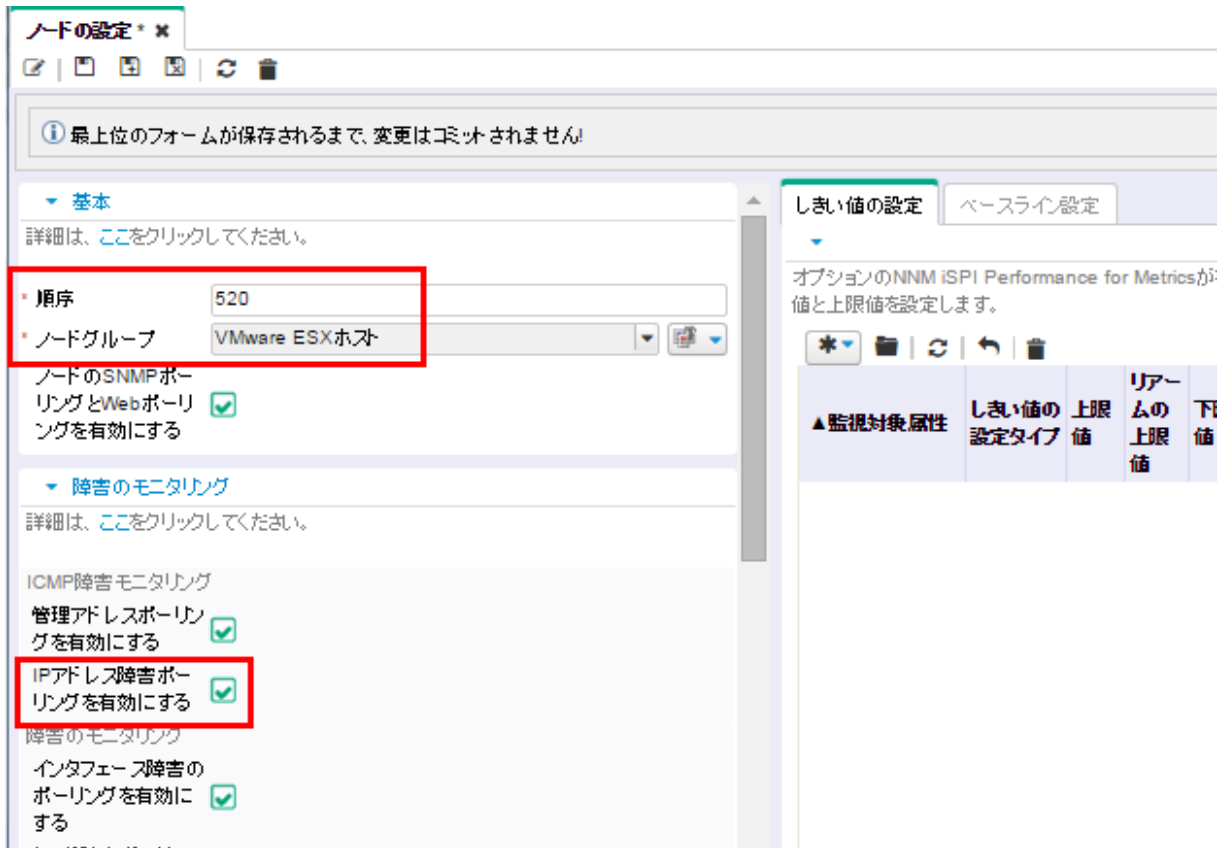 ノードの設定 * ✖
ⓘ 最上位のフォームが保存されるまで、変更はコミットされません!
▼ 基本
詳細は、ここをクリックしてください。
* 順序 520
* ノードグループ VMware ESXホスト
ノードのSNMPポー
リングとWebポーリ
ングを有効にする
▼ 障害のモニタリング
詳細は、ここをクリックしてください。
ICMP障害モニタリング
管理アドレスポーリン
グを有効にする
IPアドレス障害ポー
リングを有効にする
障害のモニタリング
インタフェース障害の
ポーリングを有効に
する
しきい値の設定 ベースライン設定
オプションのNNM iSPI Performance for Metricsが
値と上限値を設定します。
▲監視対象属性
しきい値の
設定タイプ
上限
値
リアー
ムの
上限
値
下
値